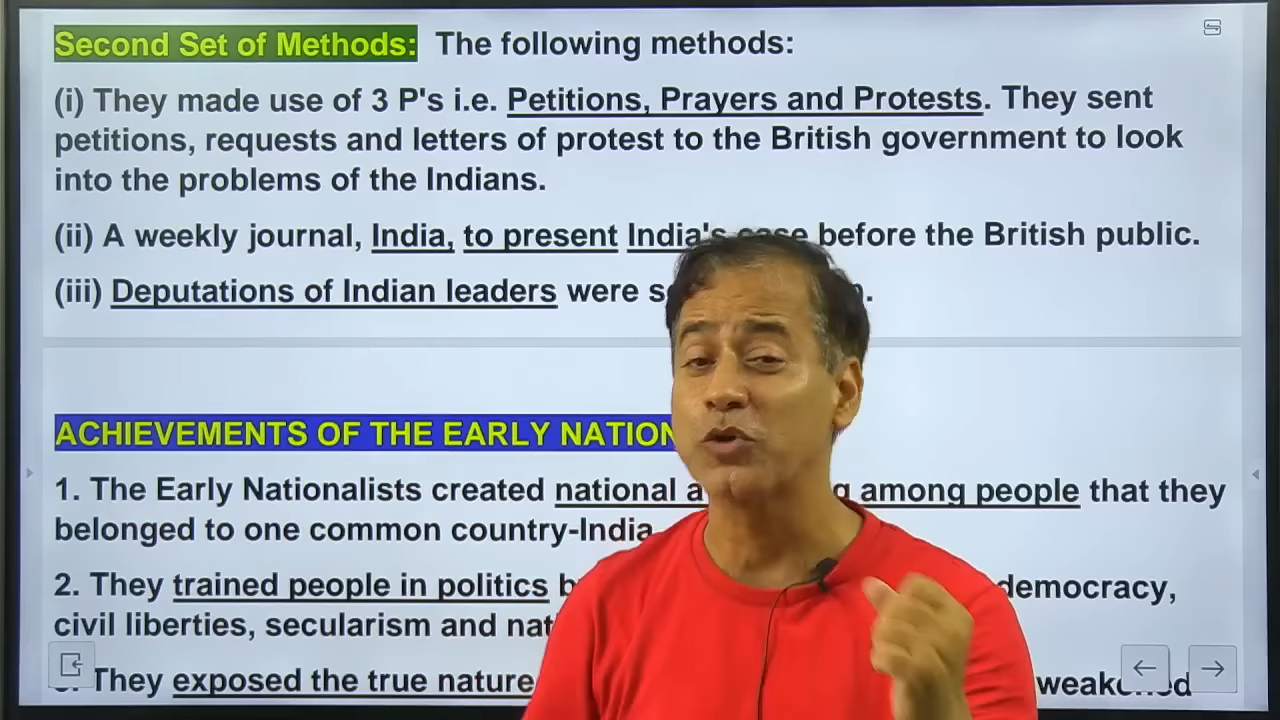 Second Set of Methods: The following methods:
(i) They made use of 3 P's i.e. Petitions, Prayers and Protests. They sent
petitions, requests and letters of protest to the British government to look
into the problems of the Indians.
(ii) A weekly journal, India, to present India's case before the British public.
(iii) Deputations of Indian leaders were
ACHIEVEMENTS OF THE EARLY
1. The Early Nationalists created national among people that they
belonged to one common country-India
2. They trained people in politics democracy,
civil liberties, secularism and
They exposed the true nature weakened